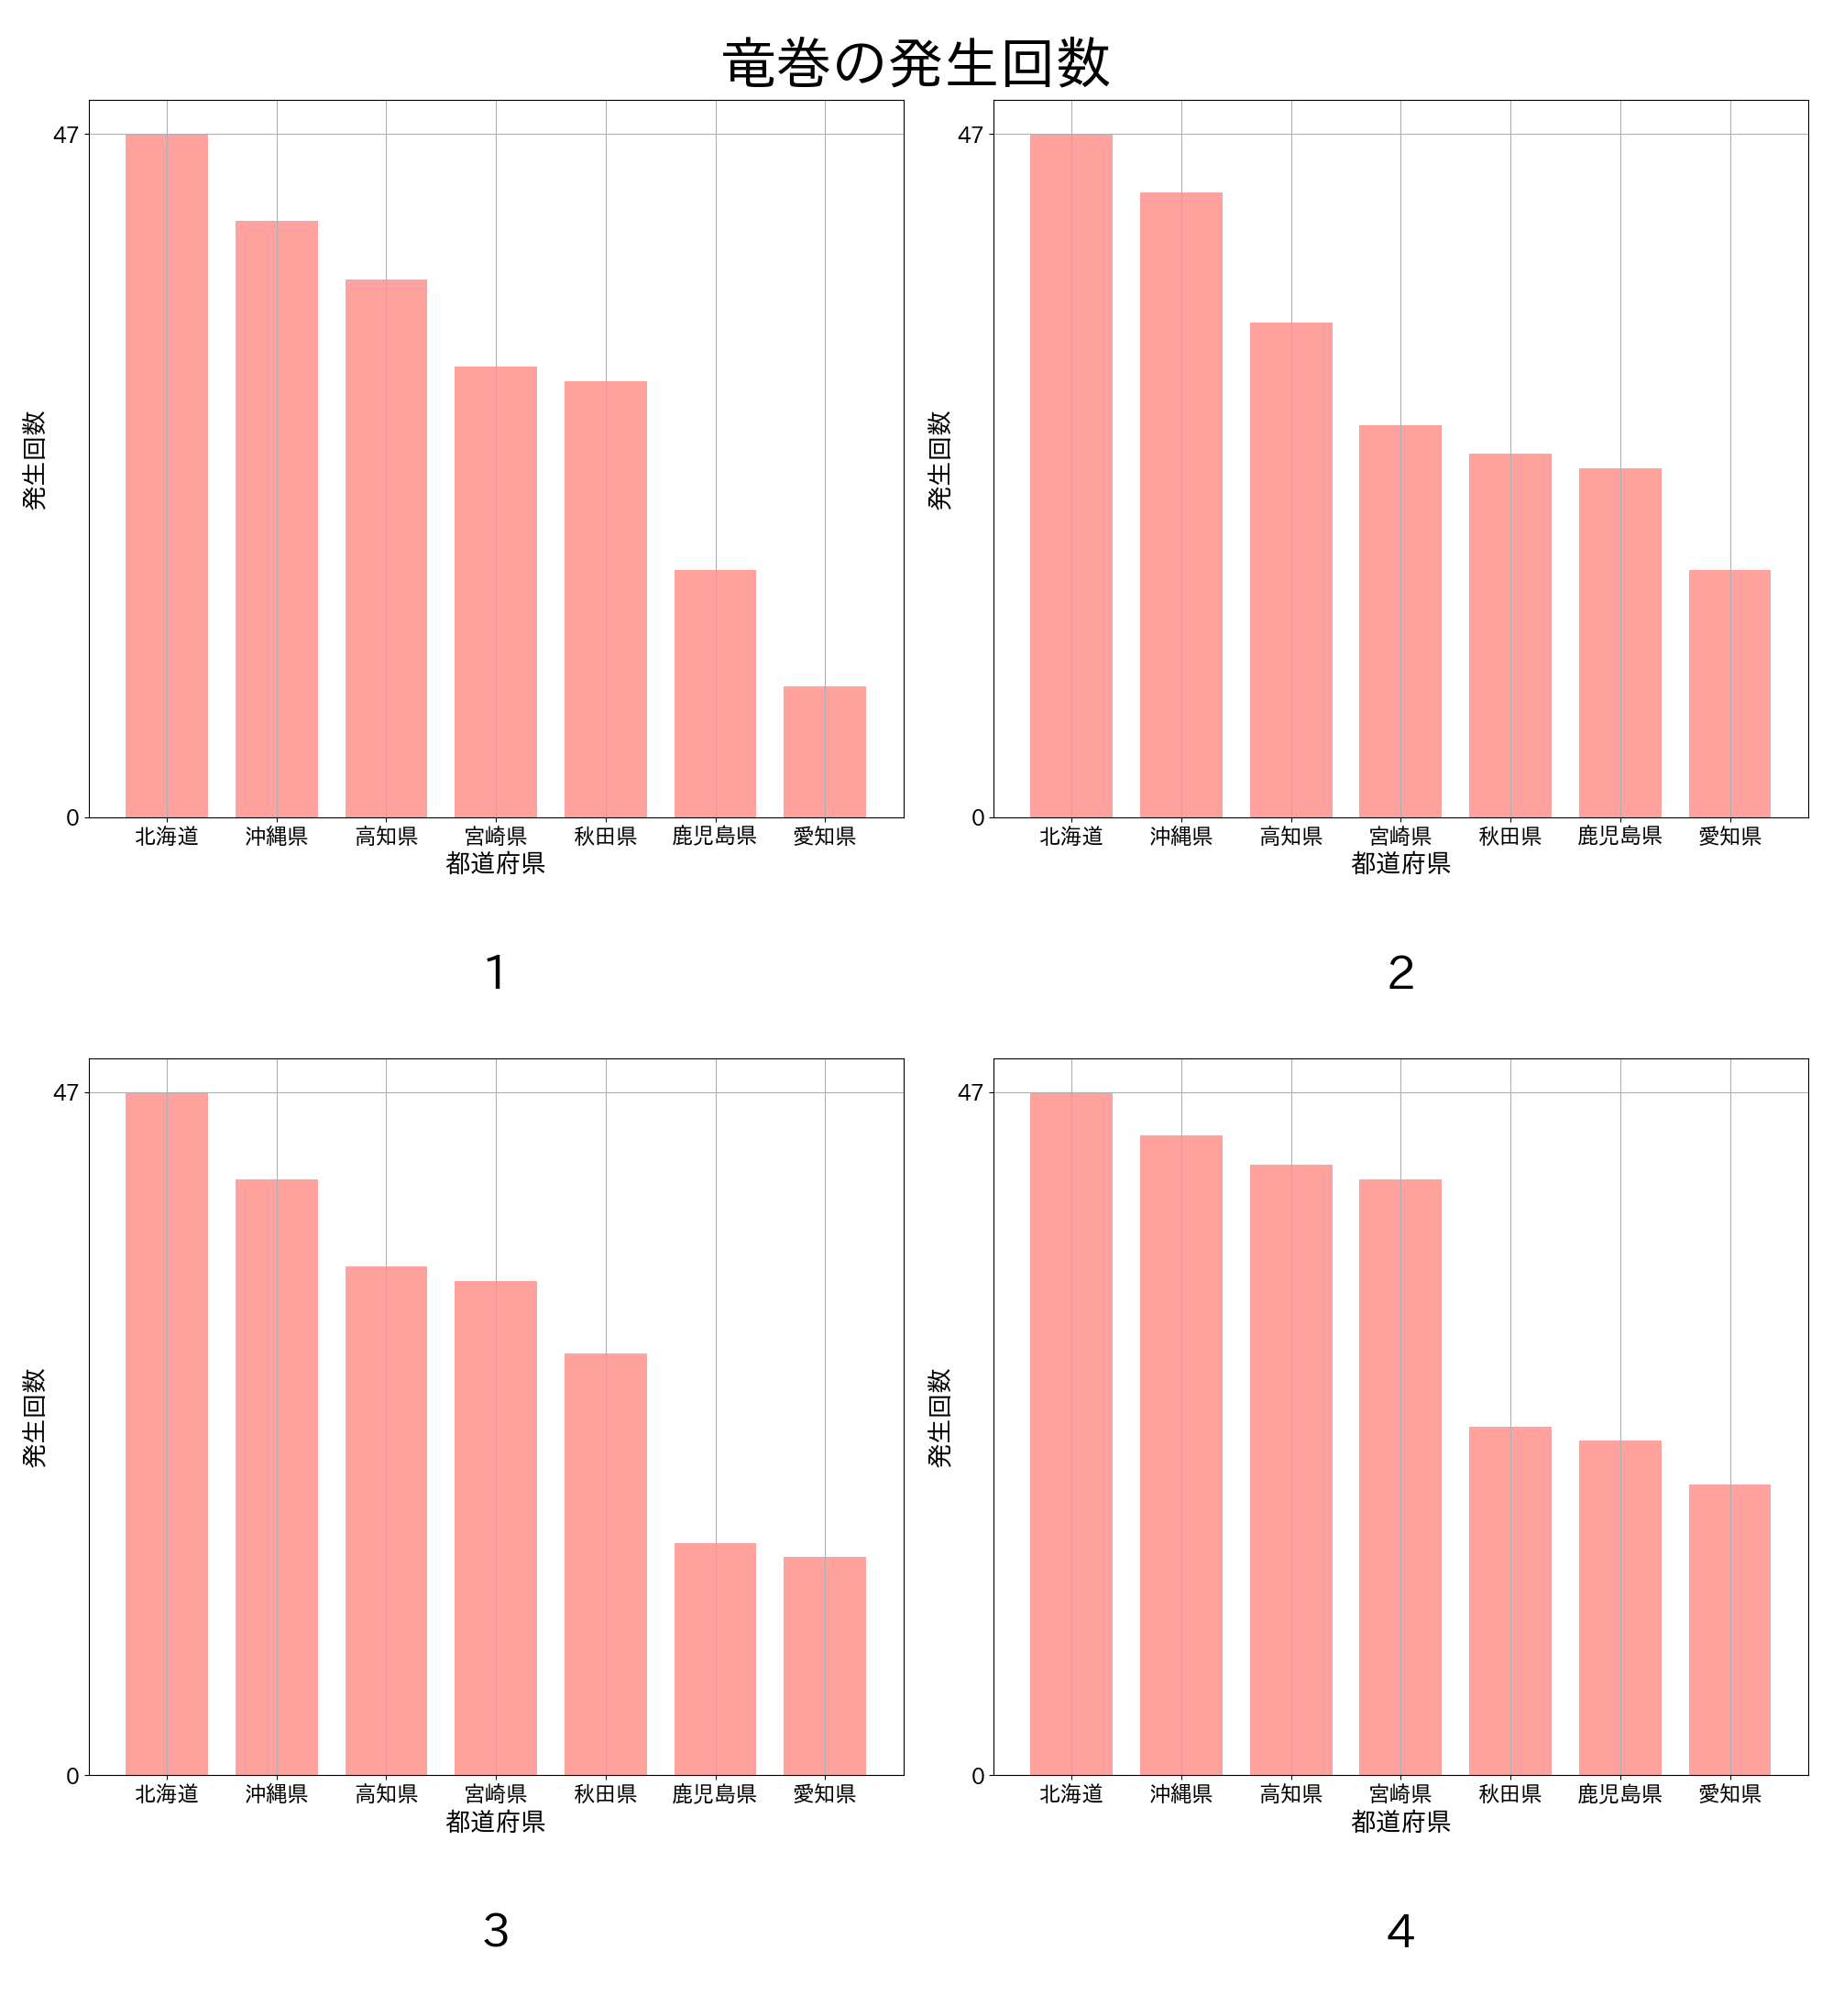 竜巻の発生回数
47
0
発生回数
北海道 沖縄県 高知県 宮崎県 秋田県 鹿児島県 愛知県
都道府県
1
47
0
発生回数
北海道 沖縄県 高知県 宮崎県 秋田県 鹿児島県 愛知県
都道府県
2
47
0
発生回数
北海道 沖縄県 高知県 宮崎県 秋田県 鹿児島県 愛知県
都道府県
3
47
0
発生回数
北海道 沖縄県 高知県 宮崎県 秋田県 鹿児島県 愛知県
都道府県
4